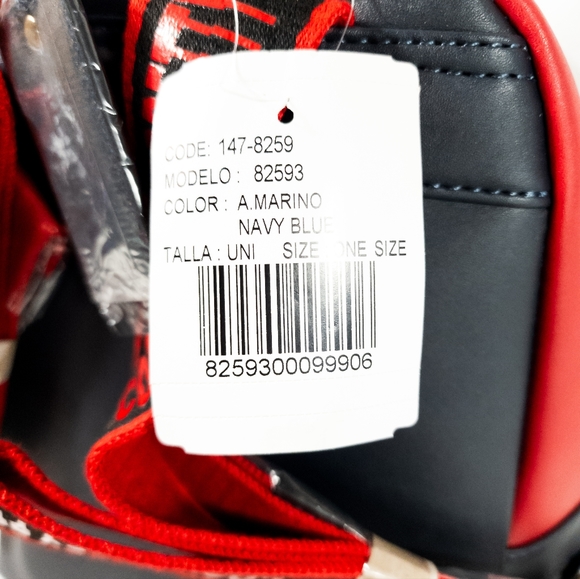 CODE: 147-8259
MODELO : 82593
COLOR : A.MARINO
NAVY BLUE
TALLA : UNI SIZE ONE SIZE
8259300099906